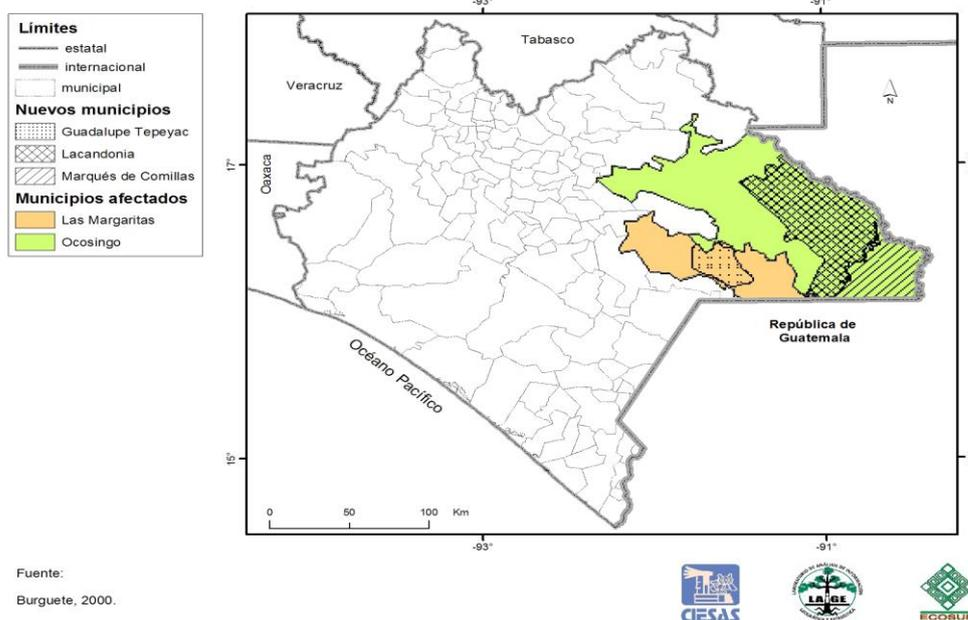 Límites
estatal
internacional
municipal
Nuevos municipios
Guadalupe Tepeyac
Lacandonia
Marqués de Comillas
Municipios afectados
Las Margaritas
Ocosingo
-93°
-91°
Tabasco
Veracruz
N
17°
Oaxaca
República de
Guatemala
Océano Pacífico
15°
0 50 100 Km
-93°
-91°
Fuente:
Burguete, 2000.
CIESAS
LAIGE
ECOSUR